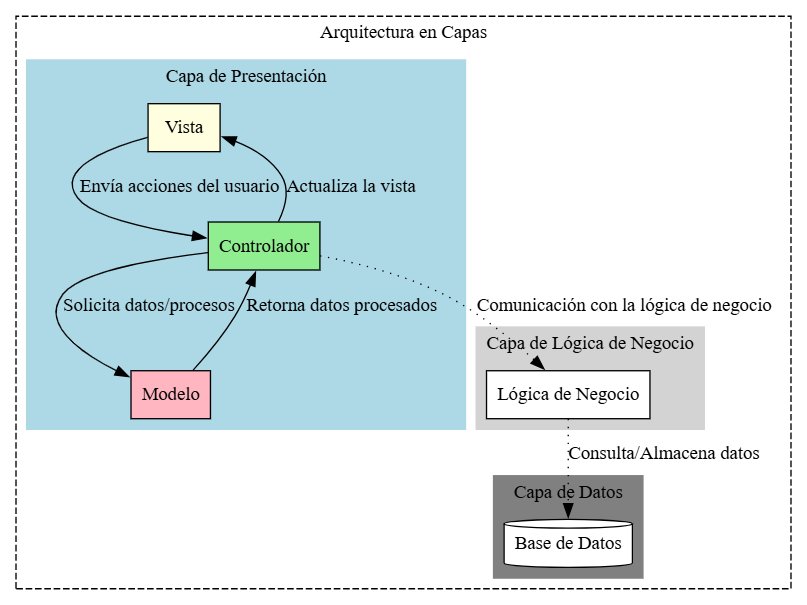 Arquitectura en Capas
Capa de Presentación
Vista
Envía acciones del usuario
Actualiza la vista
Controlador
Solicita datos/procesos
Retorna datos procesados
Comunicación con la lógica de negocio
Capa de Lógica de Negocio
Modelo
Lógica de Negocio
Consulta/Almacena datos
Capa de Datos
Base de Datos